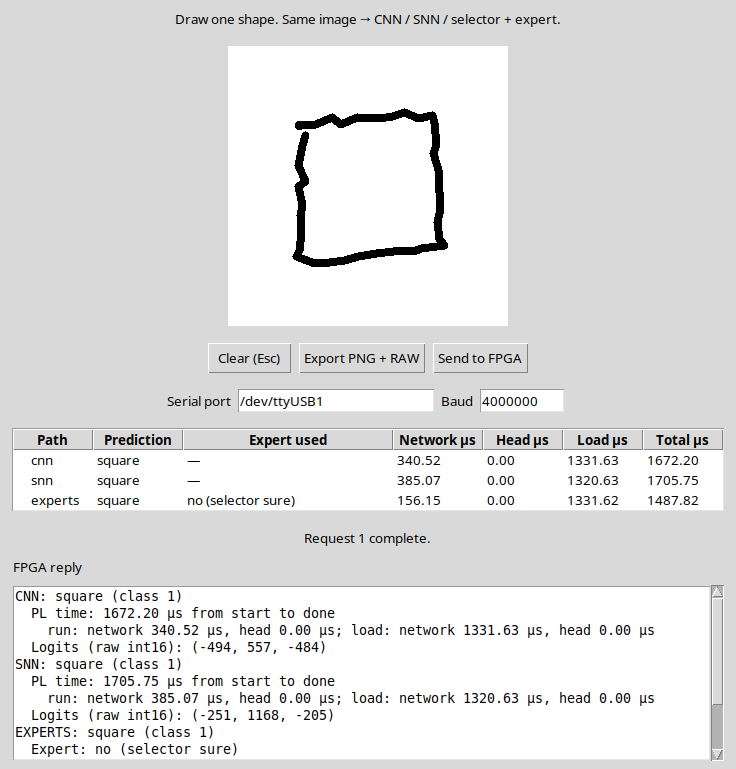 Draw one shape. Same image → CNN / SNN / selector + expert.
Clear (Esc) Export PNG + RAW Send to FPGA
Serial port /dev/ttyUSB1 Baud 4000000
Path Prediction Expert used Network µs Head µs Load µs Total µs
cnn square — 340.52 0.00 1331.63 1672.20
snn square — 385.07 0.00 1320.63 1705.75
experts square no (selector sure) 156.15 0.00 1331.62 1487.82
Request 1 complete.
FPGA reply
CNN: square (class 1)
PL time: 1672.20 µs from start to done
run: network 340.52 µs, head 0.00 µs; load: network 1331.63 µs, head 0.00 µs
Logits (raw int16): (-494, 557, -484)
SNN: square (class 1)
PL time: 1705.75 µs from start to done
run: network 385.07 µs, head 0.00 µs; load: network 1320.63 µs, head 0.00 µs
Logits (raw int16): (-251, 1168, -205)
EXPERTS: square (class 1)
Expert: no (selector sure)